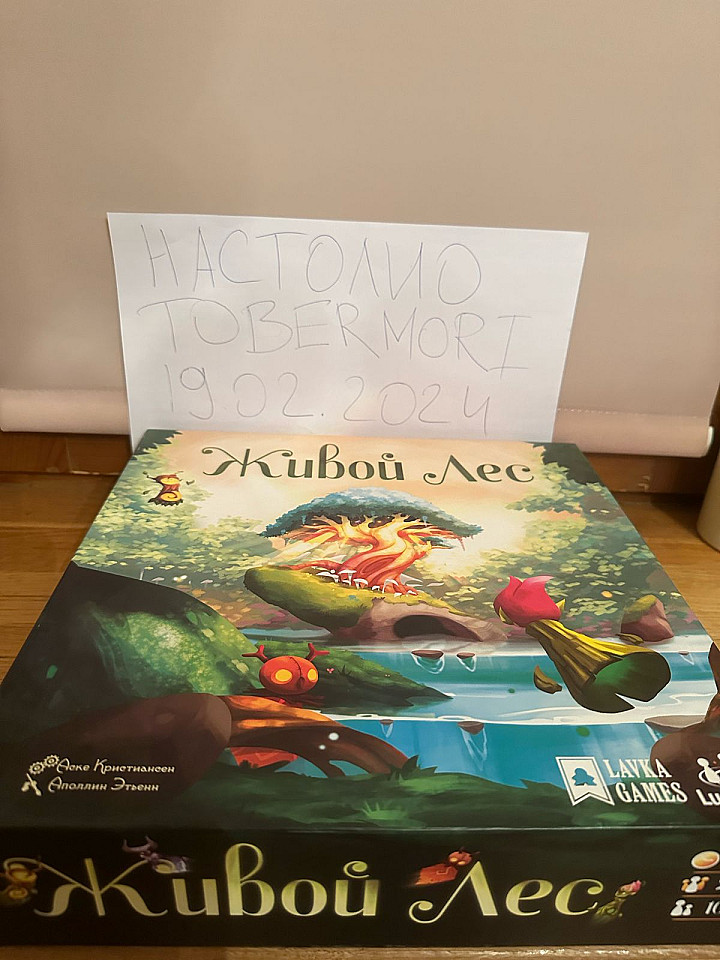 НАСТОЛИО
TOBERMORI
19.02.2024
Живой Лес
Аске Кристиансен
Аполлин Этьенн
LAVKA
GAMES
Живой Лес